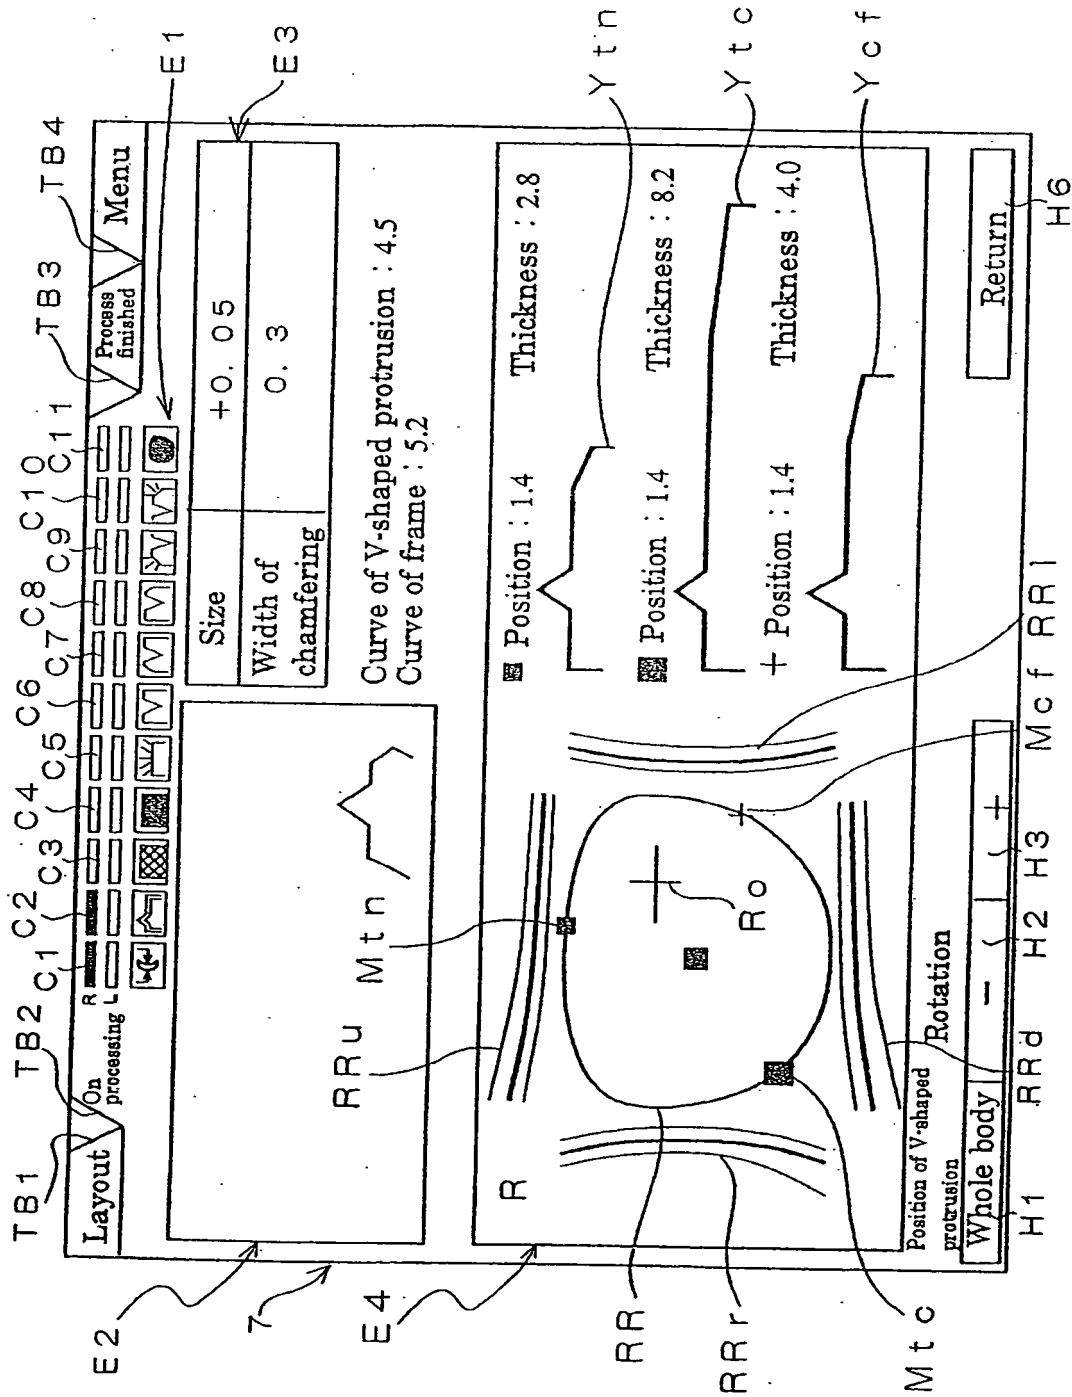 TB1 TB2 C1 C2 C3 C4 C5 C6 C7 C8 C9 C10 C11 TB3 TB4
E1
Layout
On
processing
R
L
Process
finished
Menu
E2
7
E3
Size
+0.05
Width of
chamfering
0.3
Curve of V-shaped protrusion : 4.5
Curve of frame : 5.2
E4
RRu
Mtn
R
Ro
Position : 1.4
Thickness : 2.8
Position : 1.4
Thickness : 8.2
+ Position : 1.4
Thickness : 4.0
Ytn
Ytc
Ycf
RR
RRr
Mtc
Position of V-shaped
protrusion
Rotation
Whole body
−
+
Return
H1
RRd
H2
H3
Mcf
RRl
H6